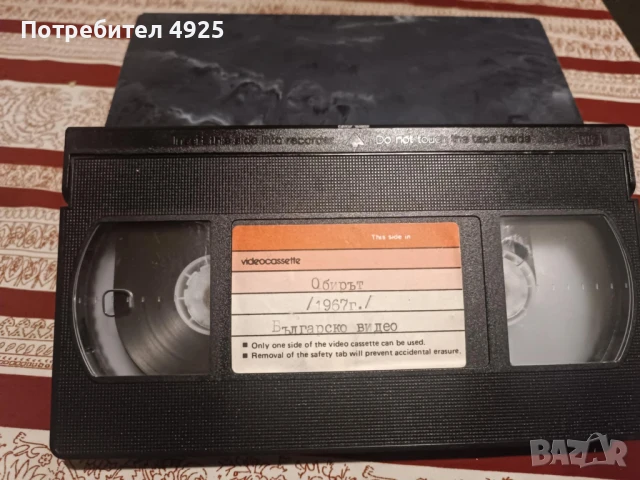 Потребител 4925
Insert this side into recorder
Do not touch the tape inside
This side in
videocassette
Обирът
/1967г./
Българско видео
■ Only one side of the video cassette can be used.
■ Removal of the safety tab will prevent accidental erasure.
BAZAR